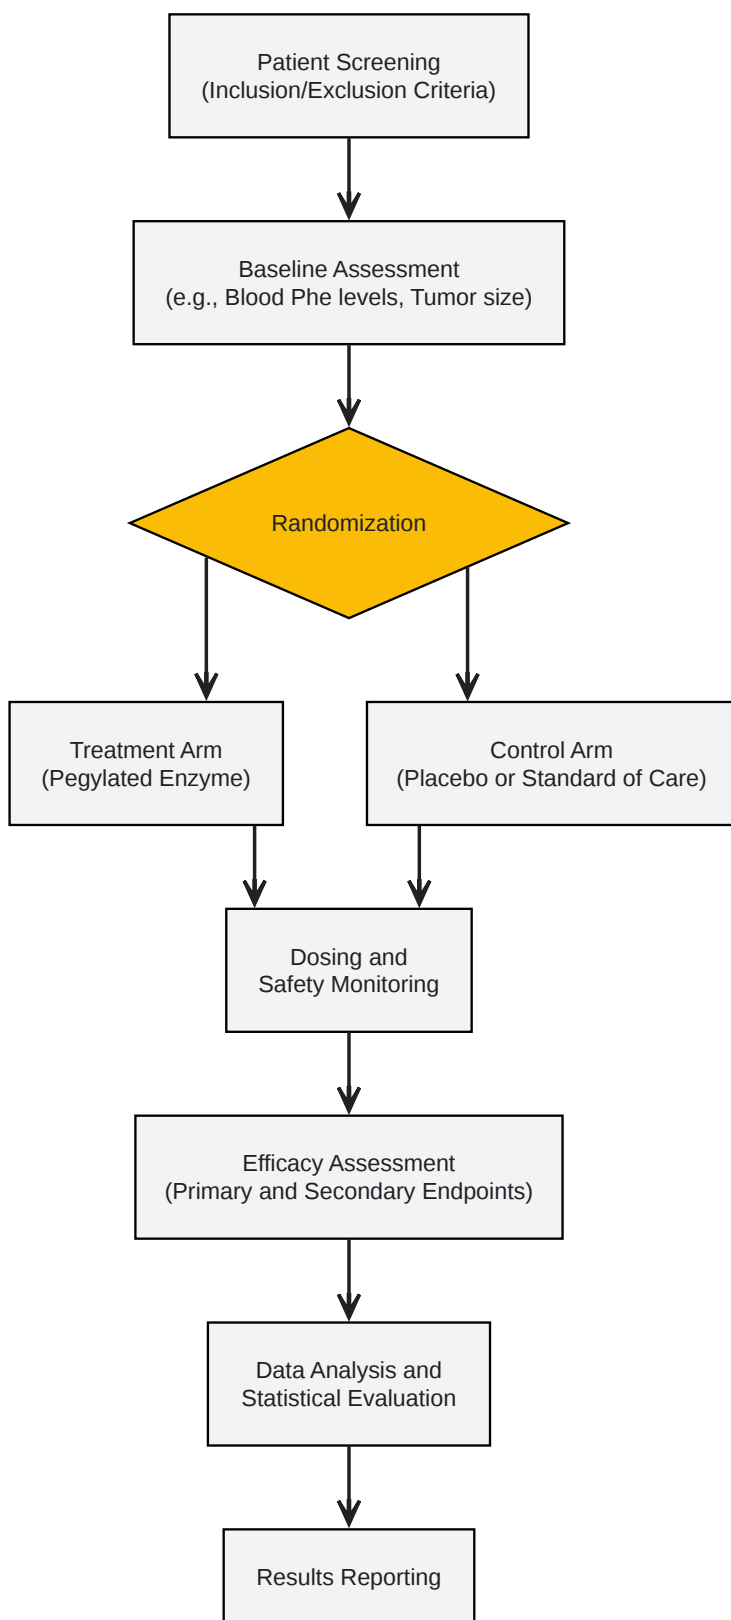 Patient Screening
(Inclusion/Exclusion Criteria)
Baseline Assessment
(e.g., Blood Phe levels, Tumor size)
Randomization
Treatment Arm
(Pegylated Enzyme)
Control Arm
(Placebo or Standard of Care)
Dosing and
Safety Monitoring
Efficacy Assessment
(Primary and Secondary Endpoints)
Data Analysis and
Statistical Evaluation
Results Reporting